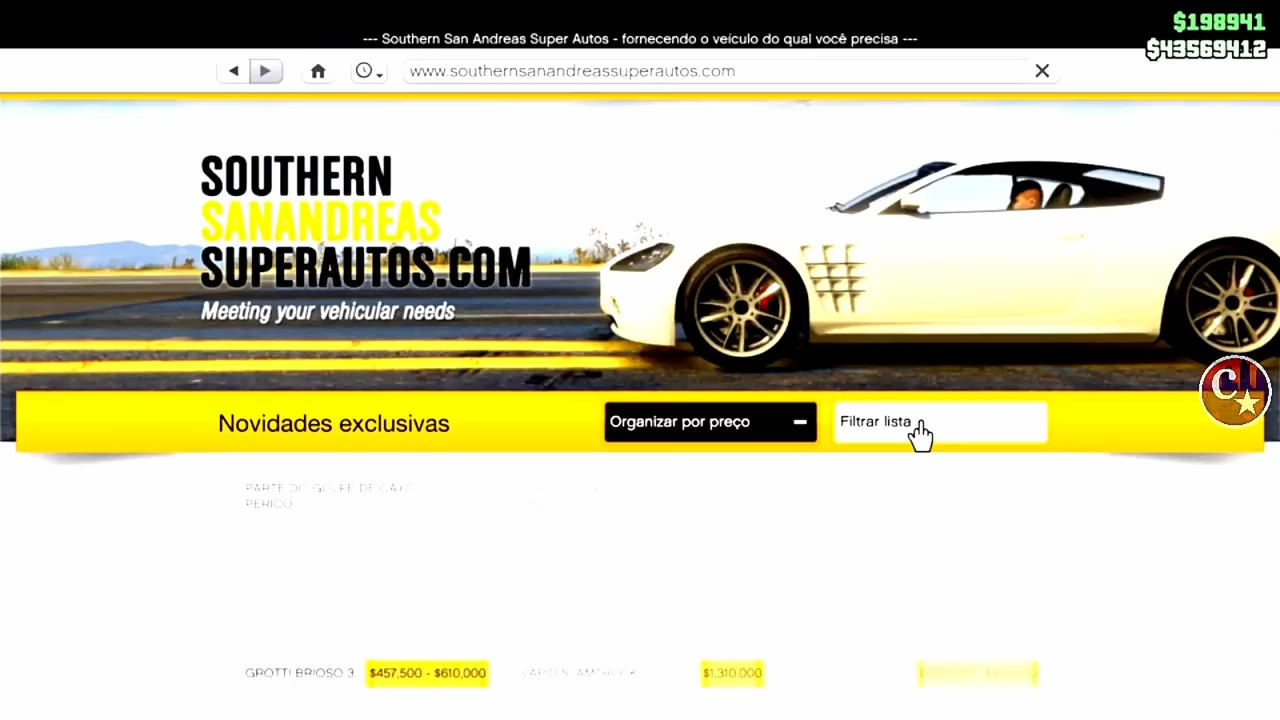 $198941
$43569412
--- Southern San Andreas Super Autos - fornecendo o veículo do qual você precisa ---
www.southernsanandreassuperautos.com
SOUTHERN
SANANDREAS
SUPERAUTOS.COM
Meeting your vehicular needs
Novidades exclusivas
Organizar por preço
Filtrar lista
PARTE DO GOLPE DE CAYO
PERICO
GROTTI BRIOSO 3
$457,500 - $610,000
$1,310,000